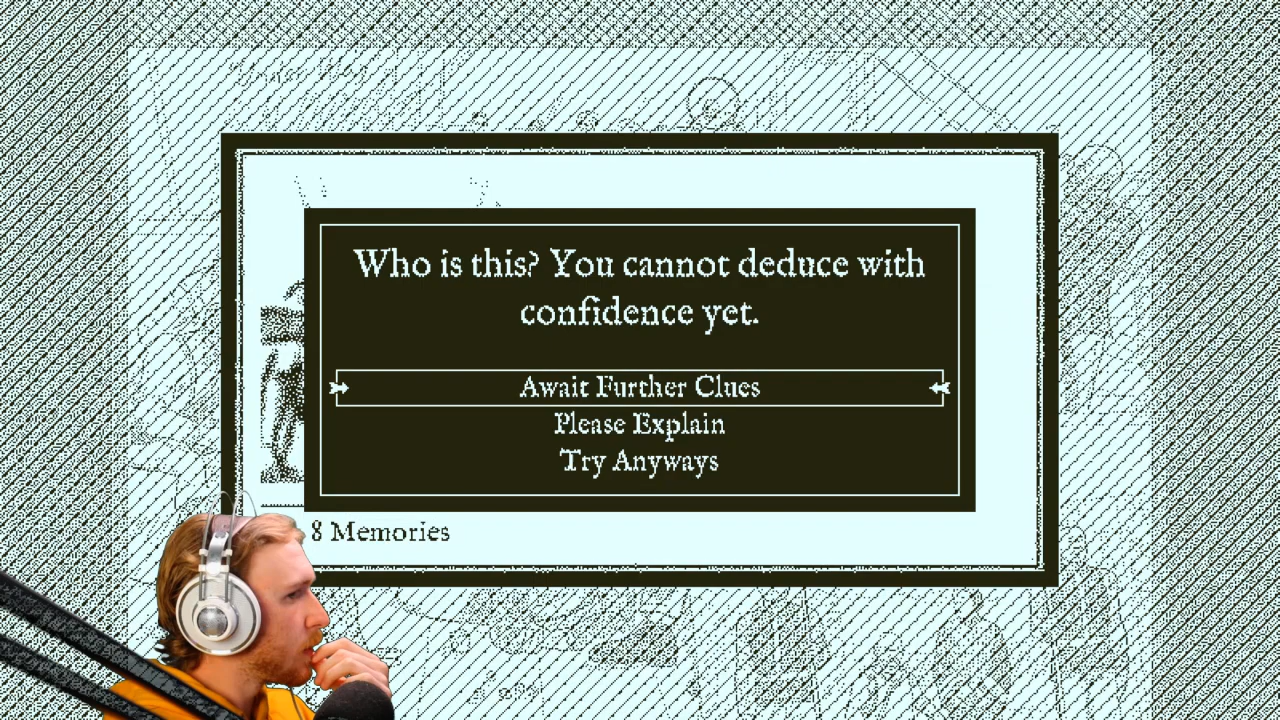 Who is this? You cannot deduce with
confidence yet.
Await Further Clues
Please Explain
Try Anyways
8 Memories